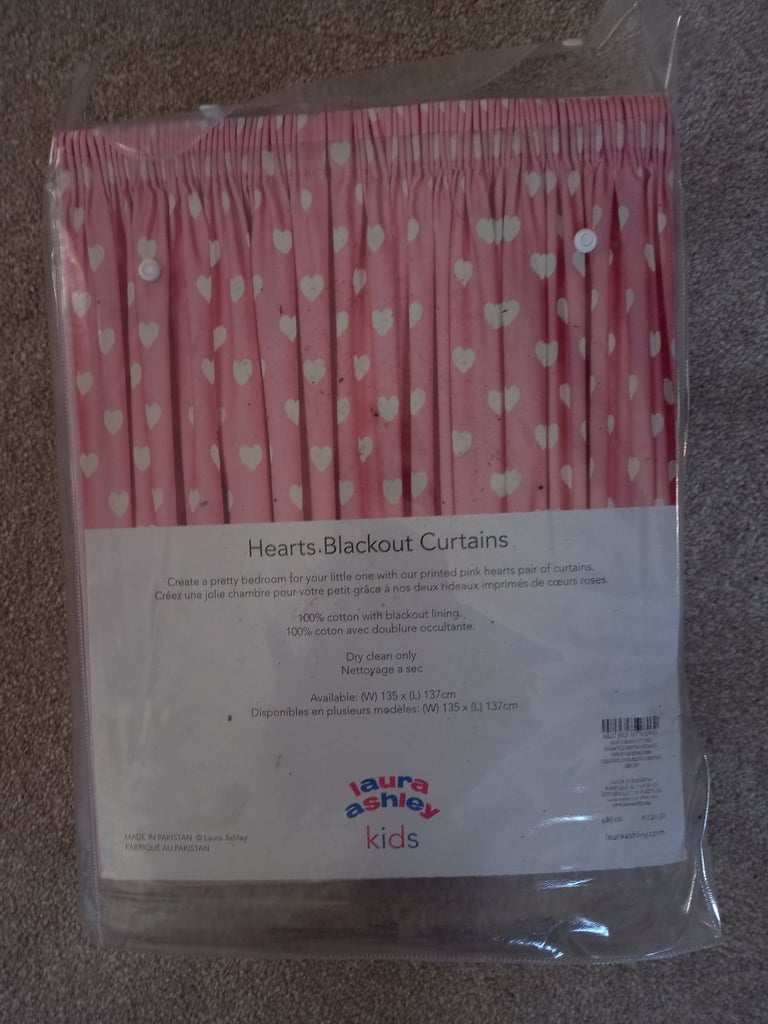 Hearts Blackout Curtains
Create a pretty bedroom for your little one with our printed pink hearts pair of curtains.
Créez une jolie chambre pour votre petit grâce à nos deux rideaux imprimés de cœurs roses.
100% cotton with blackout lining.
100% coton avec doublure occultante.
Dry clean only
Nettoyage a sec
Available: (W) 135 x (L) 137cm
Disponibles en plusieurs modèles: (W) 135 x (L) 137cm
laura
ashley
kids
MADE IN PAKISTAN © Laura Ashley
FABRIQUÉ AU PAKISTAN
lauraashley.com